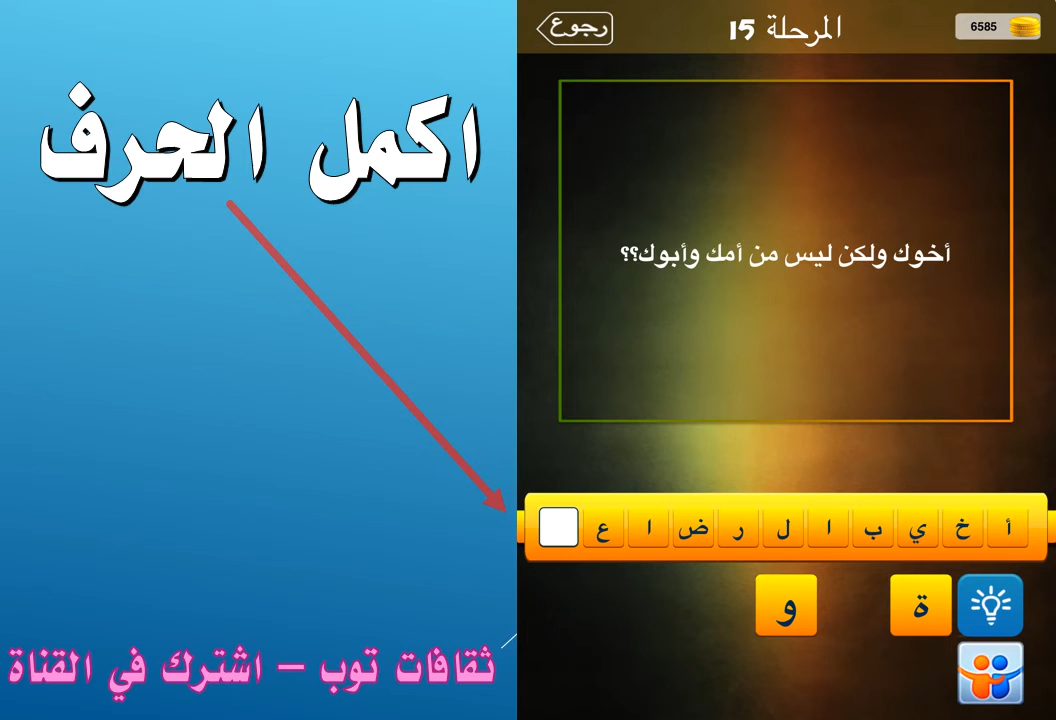 اكمل الحرف
ثقافات توب – اشترك في القناة
رجوع
المرحلة 15
6585
أخوك ولكن ليس من أمك وأبوك؟؟
أ خ ي ب ا ل ر ض ا ع
ة و